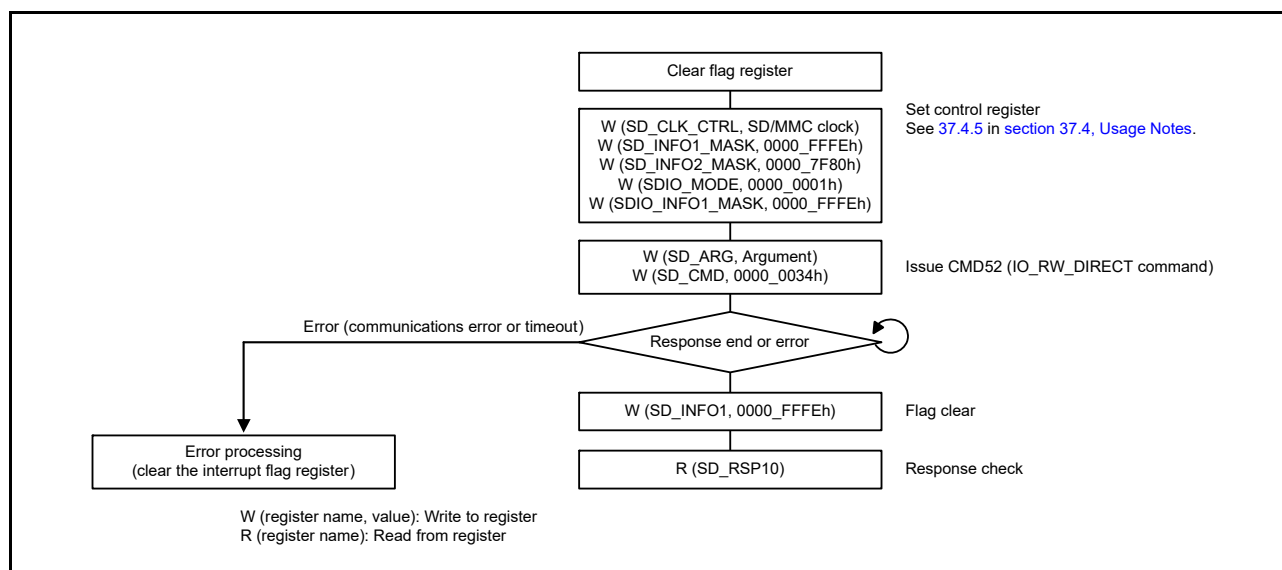 Clear flag register
Set control register
See 37.4.5 in section 37.4, Usage Notes.
W (SD_CLK_CTRL, SD/MMC clock)
W (SD_INFO1_MASK, 0000_FFFEh)
W (SD_INFO2_MASK, 0000_7F80h)
W (SDIO_MODE, 0000_0001h)
W (SDIO_INFO1_MASK, 0000_FFFEh)
W (SD_ARG, Argument)
W (SD_CMD, 0000_0034h)
Issue CMD52 (IO_RW_DIRECT command)
Error (communications error or timeout)
Response end or error
W (SD_INFO1, 0000_FFFEh)
Flag clear
Error processing
(clear the interrupt flag register)
R (SD_RSP10)
Response check
W (register name, value): Write to register
R (register name): Read from register